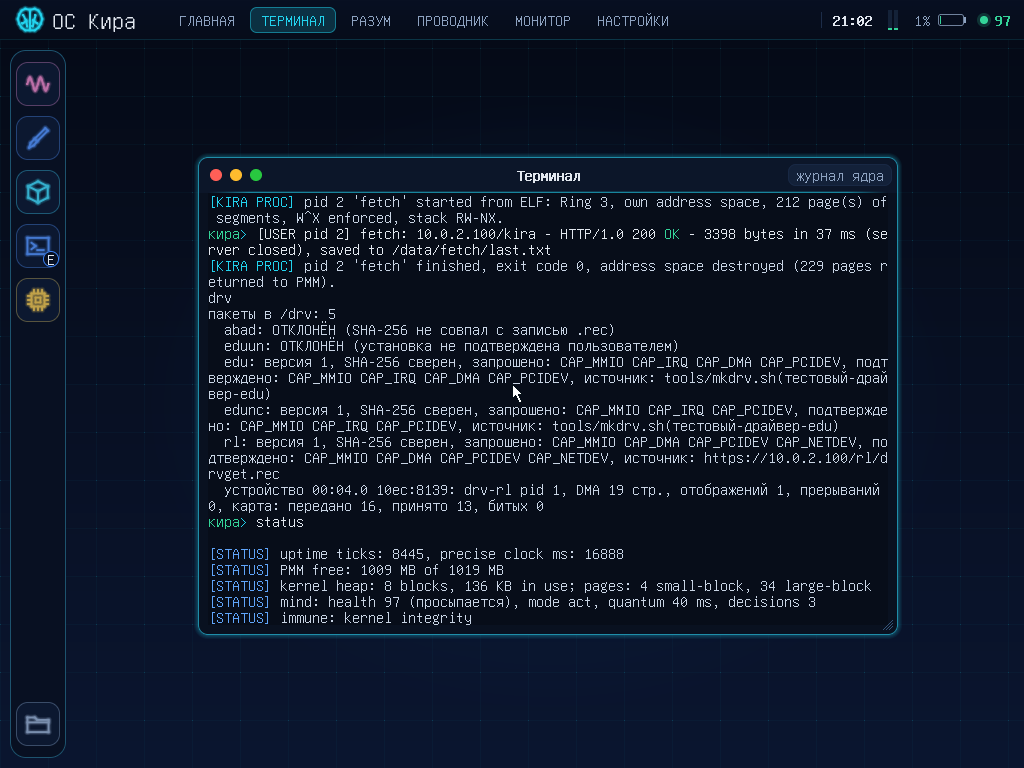 ОС Кира
ГЛАВНАЯ ТЕРМИНАЛ РАЗУМ ПРОВОДНИК МОНИТОР НАСТРОЙКИ
21:02 1% 97
E
Терминал
журнал ядра
[KIRA PROC] pid 2 'fetch' started from ELF: Ring 3, own address space, 212 page(s) of
segments, W^X enforced, stack RW-NX.
кира> [USER pid 2] fetch: 10.0.2.100/kira - HTTP/1.0 200 OK - 3398 bytes in 37 ms (se
rver closed), saved to /data/fetch/last.txt
[KIRA PROC] pid 2 'fetch' finished, exit code 0, address space destroyed (229 pages r
eturned to PMM).
drv
пакеты в /drv: 5
abad: ОТКЛОНЁН (SHA-256 не совпал с записью .rec)
eduun: ОТКЛОНЁН (установка не подтверждена пользователем)
edu: версия 1, SHA-256 сверен, запрошено: CAP_MMIO CAP_IRQ CAP_DMA CAP_PCIDEV, подт
верждено: CAP_MMIO CAP_IRQ CAP_DMA CAP_PCIDEV, источник: tools/mkdrv.sh(тестовый-драй
вер-edu)
edunc: версия 1, SHA-256 сверен, запрошено: CAP_MMIO CAP_IRQ CAP_PCIDEV, подтвержде
но: CAP_MMIO CAP_IRQ CAP_PCIDEV, источник: tools/mkdrv.sh(тестовый-драйвер-edu)
rl: версия 1, SHA-256 сверен, запрошено: CAP_MMIO CAP_DMA CAP_PCIDEV CAP_NETDEV, по
дтверждено: CAP_MMIO CAP_DMA CAP_PCIDEV CAP_NETDEV, источник: https://10.0.2.100/rl/d
rvget.rec
устройство 00:04.0 10ec:8139: drv-rl pid 1, DMA 19 стр., отображений 1, прерываний
0, карта: передано 16, принято 13, битых 0
кира> status
[STATUS] uptime ticks: 8445, precise clock ms: 16888
[STATUS] PMM free: 1009 MB of 1019 MB
[STATUS] kernel heap: 8 blocks, 136 KB in use; pages: 4 small-block, 34 large-block
[STATUS] mind: health 97 (просыпается), mode act, quantum 40 ms, decisions 3
[STATUS] immune: kernel integrity